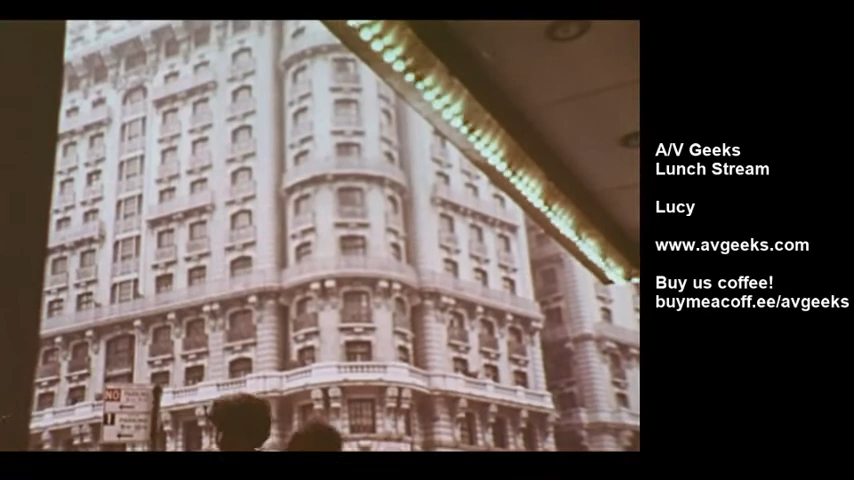 A/V Geeks
Lunch Stream
Lucy
www.avgeeks.com
Buy us coffee!
buymeacoff.ee/avgeeks
NO